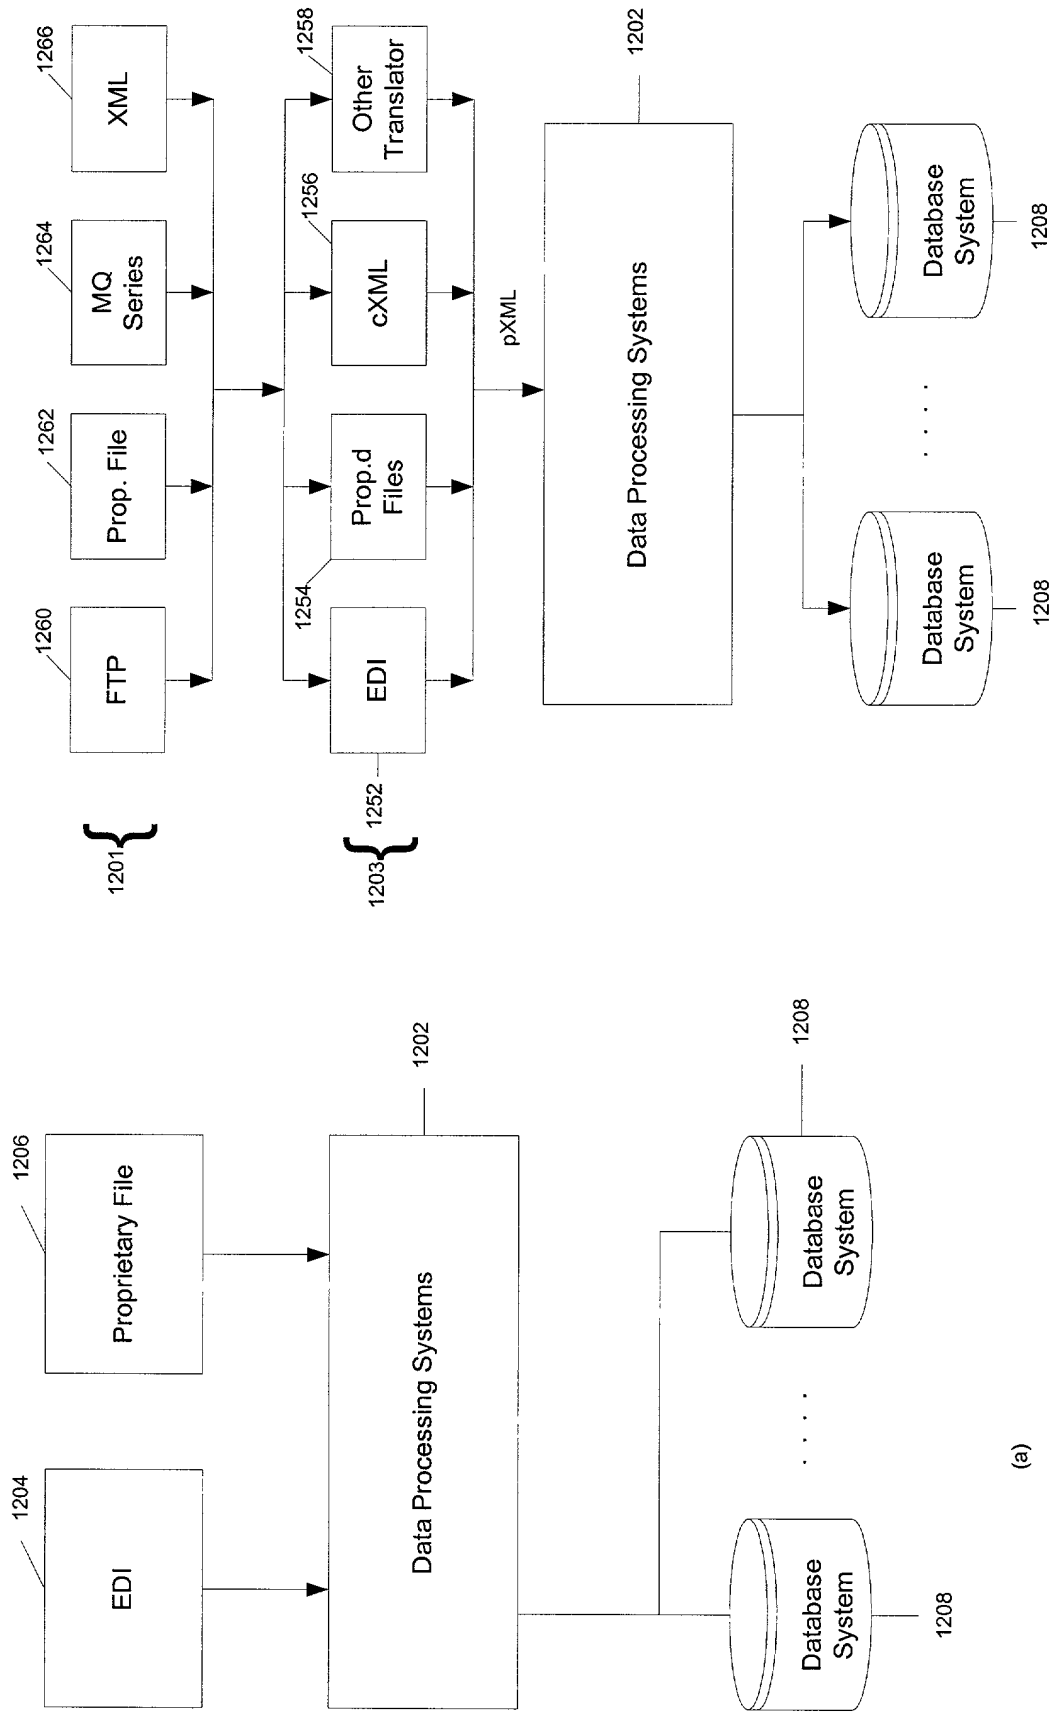 1204
EDI
1206
Proprietary File
Data Processing Systems
1202
Database
System
1208
. . . .
Database
System
1208
(a)
1201
1260
FTP
1262
Prop. File
1264
MQ
Series
1266
XML
1203
1252
EDI
1254
Prop.d
Files
1256
cXML
1258
Other
Translator
pXML
Data Processing Systems
1202
Database
System
1208
. . . . .
Database
System
1208